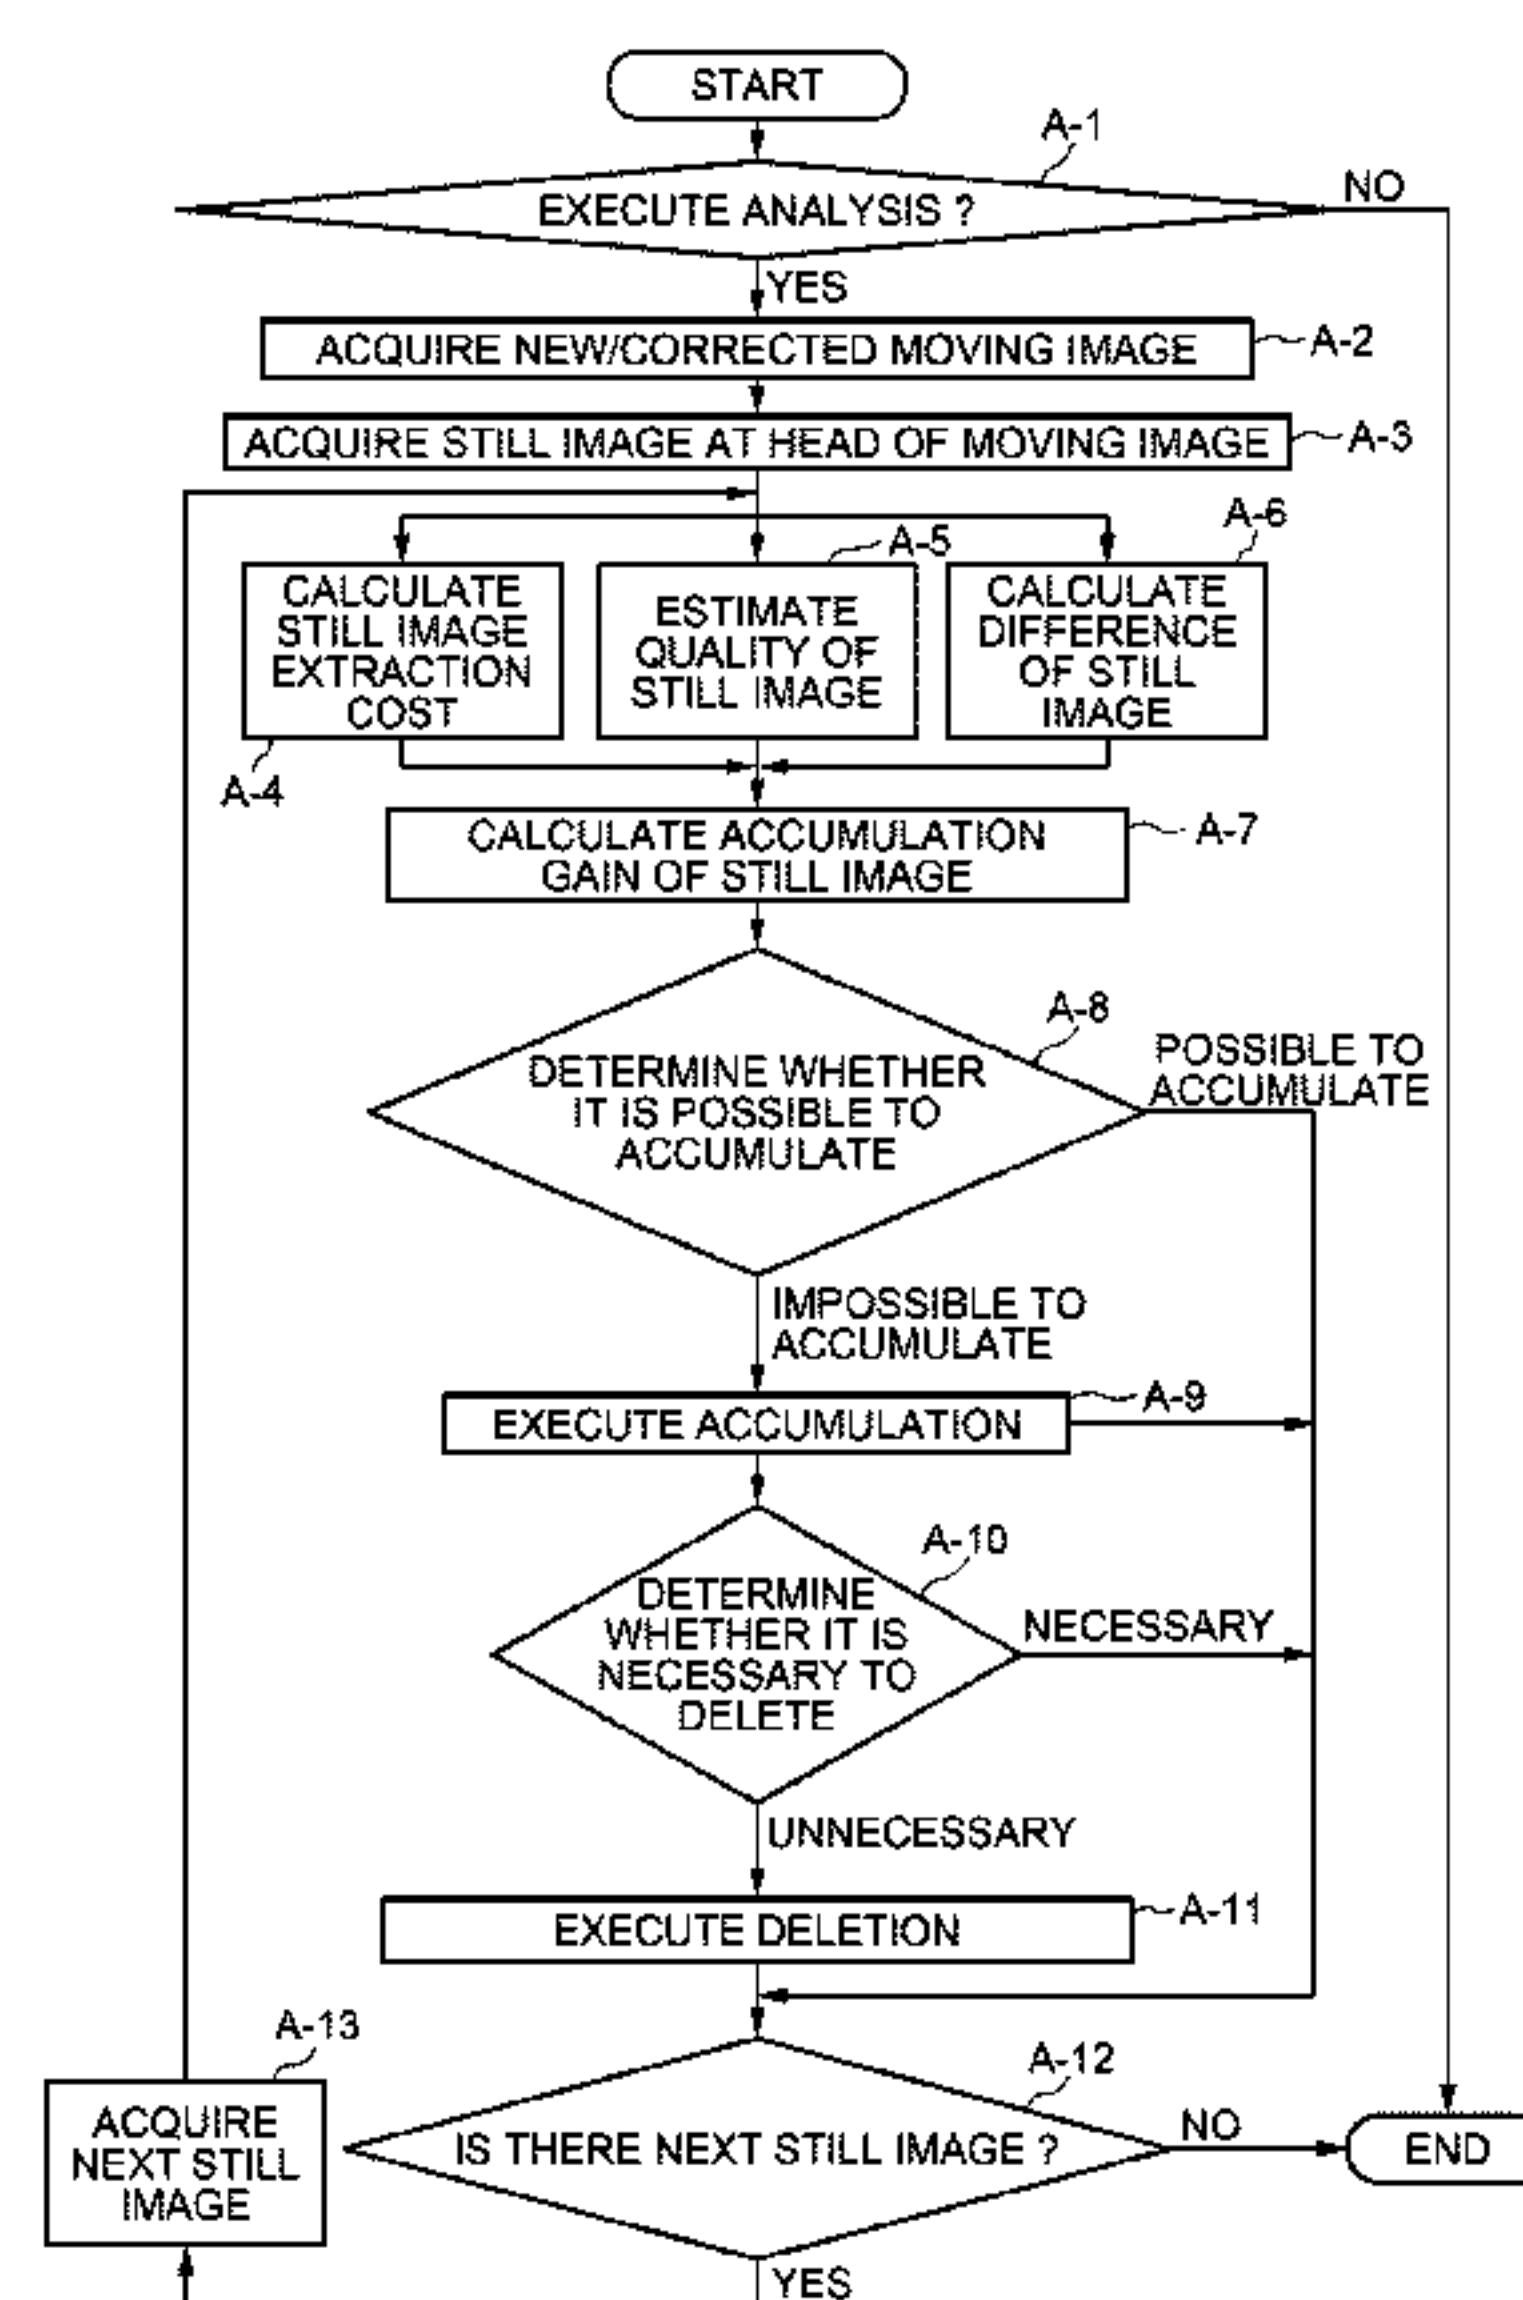 START
A-1
EXECUTE ANALYSIS ?
NO
YES
ACQUIRE NEW/CORRECTED MOVING IMAGE
A-2
ACQUIRE STILL IMAGE AT HEAD OF MOVING IMAGE
A-3
CALCULATE
STILL IMAGE
EXTRACTION
COST
A-4
A-5
ESTIMATE
QUALITY OF
STILL IMAGE
A-6
CALCULATE
DIFFERENCE
OF STILL
IMAGE
CALCULATE ACCUMULATION
GAIN OF STILL IMAGE
A-7
A-8
DETERMINE WHETHER
IT IS POSSIBLE TO
ACCUMULATE
POSSIBLE TO
ACCUMULATE
IMPOSSIBLE TO
ACCUMULATE
EXECUTE ACCUMULATION
A-9
A-10
DETERMINE
WHETHER IT IS
NECESSARY TO
DELETE
NECESSARY
UNNECESSARY
EXECUTE DELETION
A-11
A-13
ACQUIRE
NEXT STILL
IMAGE
A-12
IS THERE NEXT STILL IMAGE ?
NO
END
YES